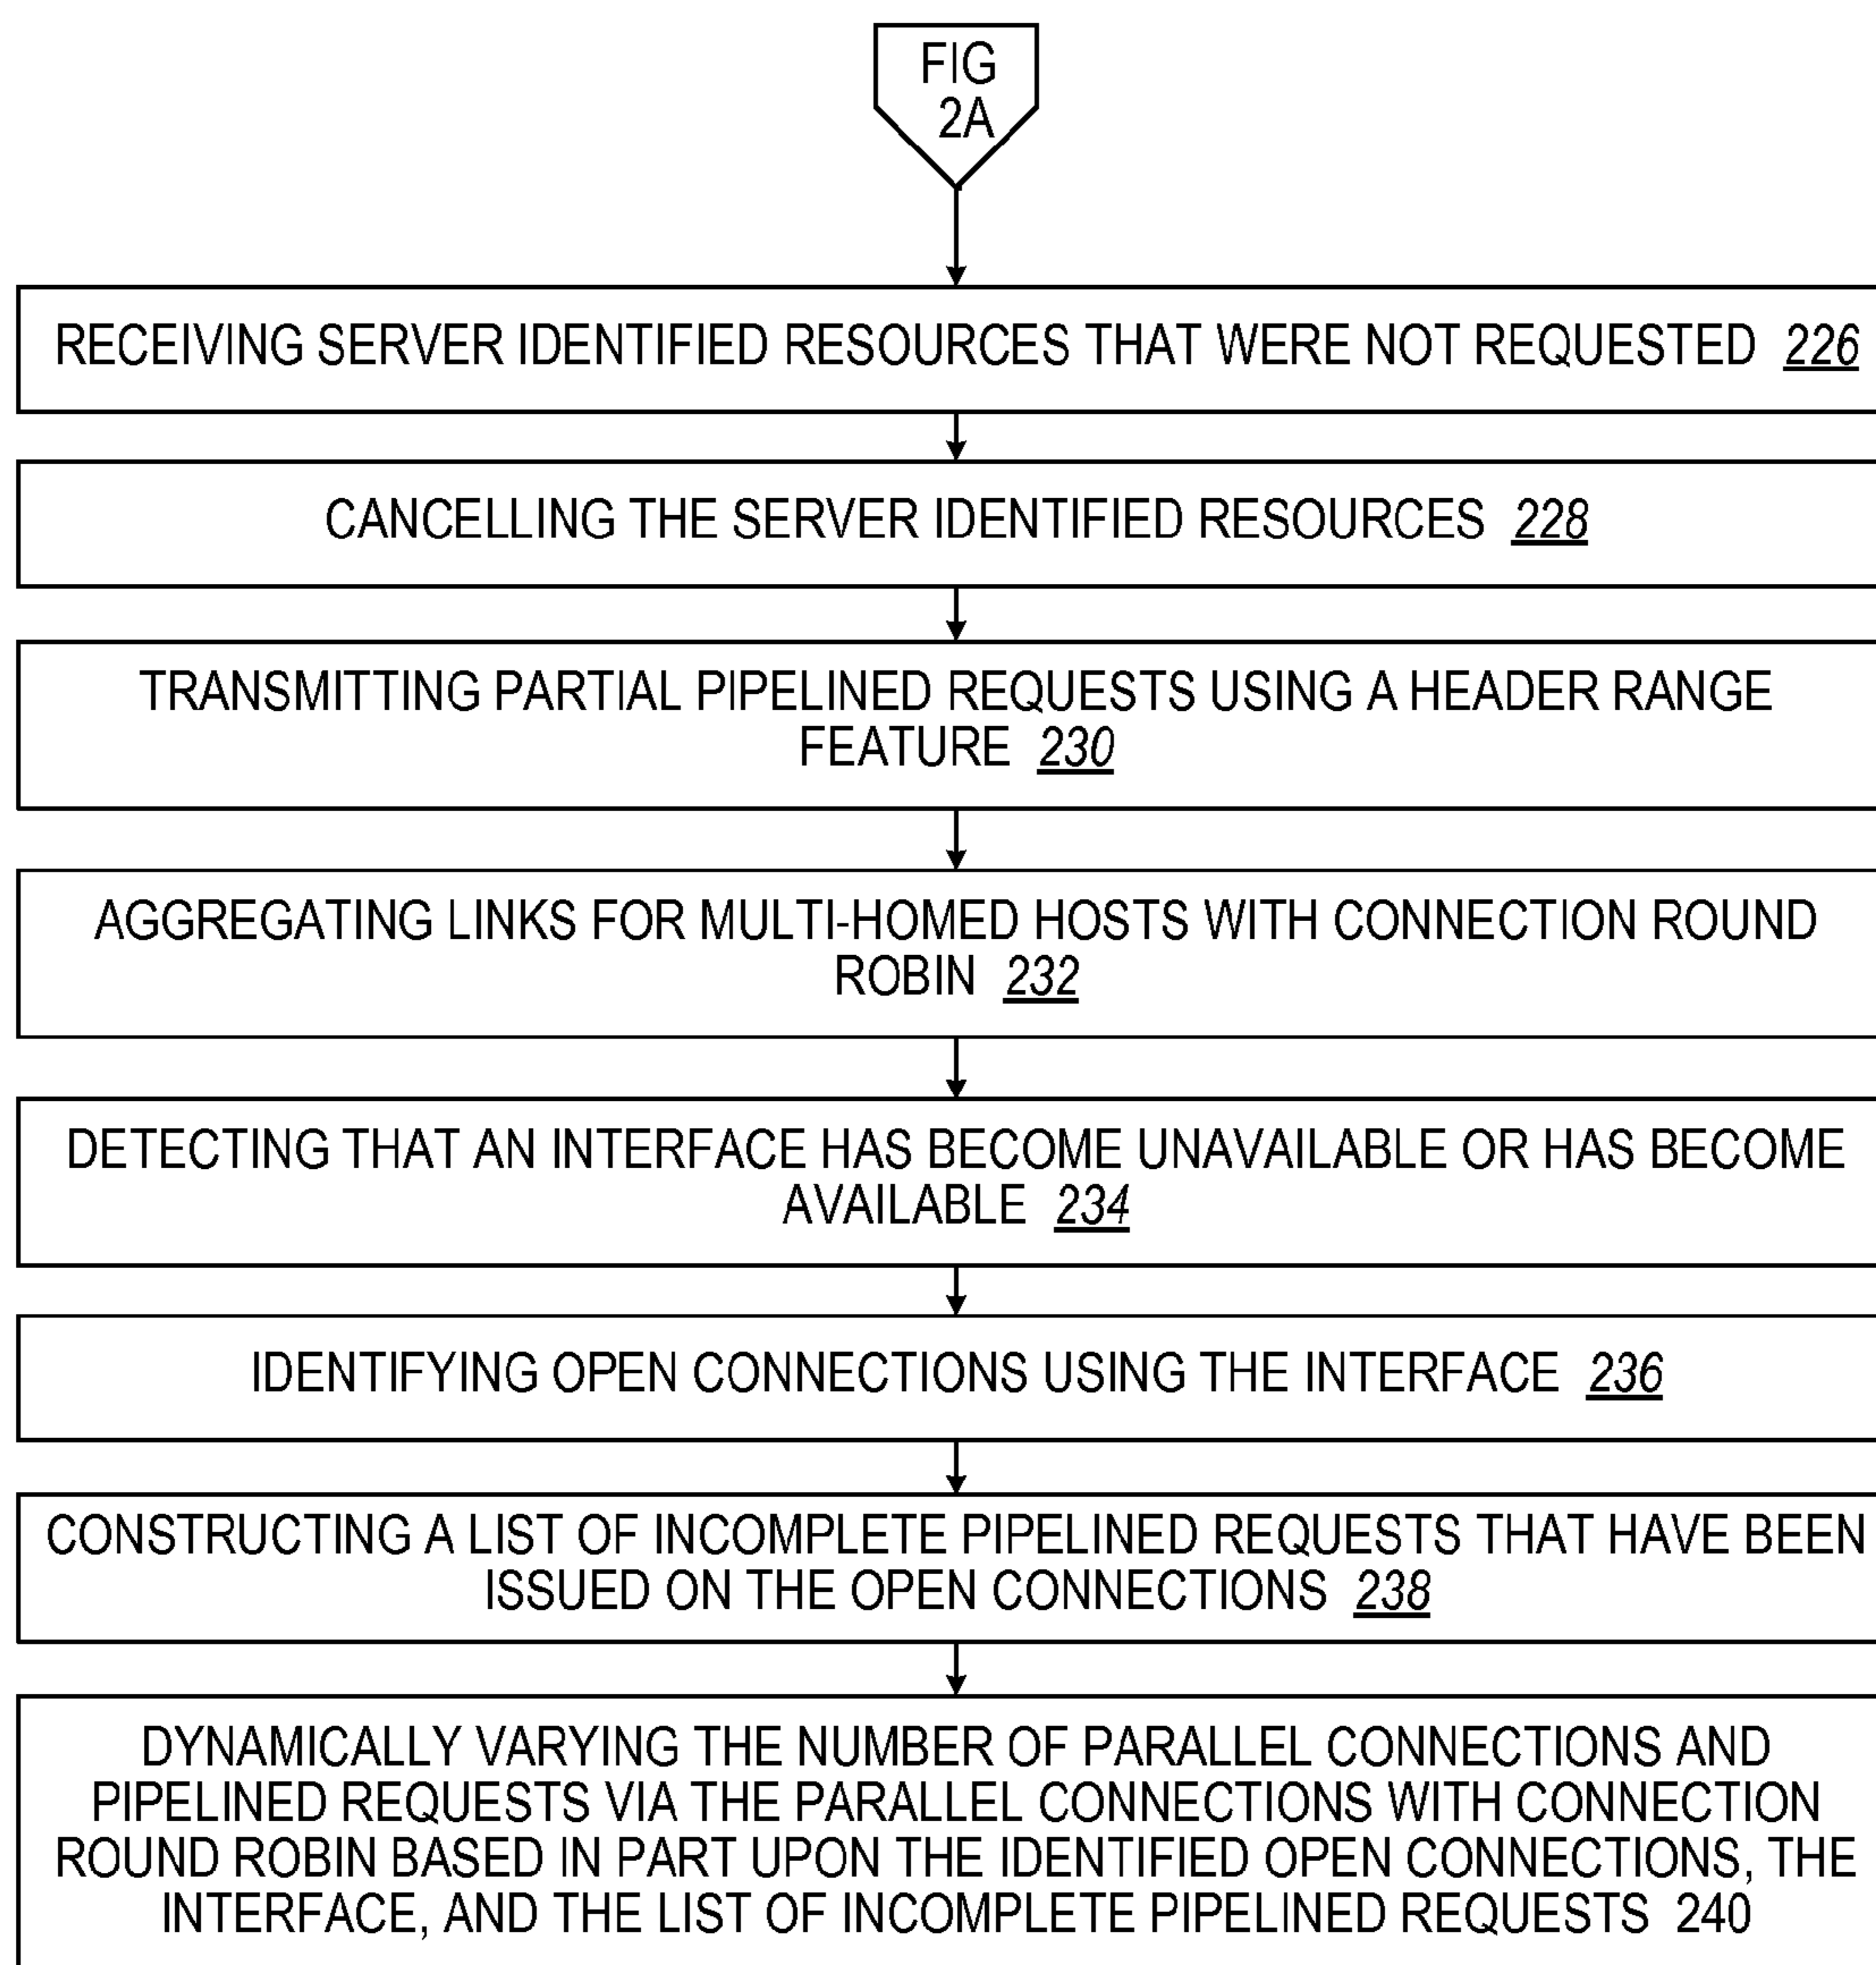 FIG
2A
RECEIVING SERVER IDENTIFIED RESOURCES THAT WERE NOT REQUESTED 226
CANCELLING THE SERVER IDENTIFIED RESOURCES 228
TRANSMITTING PARTIAL PIPELINED REQUESTS USING A HEADER RANGE
FEATURE 230
AGGREGATING LINKS FOR MULTI-HOMED HOSTS WITH CONNECTION ROUND
ROBIN 232
DETECTING THAT AN INTERFACE HAS BECOME UNAVAILABLE OR HAS BECOME
AVAILABLE 234
IDENTIFYING OPEN CONNECTIONS USING THE INTERFACE 236
CONSTRUCTING A LIST OF INCOMPLETE PIPELINED REQUESTS THAT HAVE BEEN
ISSUED ON THE OPEN CONNECTIONS 238
DYNAMICALLY VARYING THE NUMBER OF PARALLEL CONNECTIONS AND
PIPELINED REQUESTS VIA THE PARALLEL CONNECTIONS WITH CONNECTION
ROUND ROBIN BASED IN PART UPON THE IDENTIFIED OPEN CONNECTIONS, THE
INTERFACE, AND THE LIST OF INCOMPLETE PIPELINED REQUESTS 240